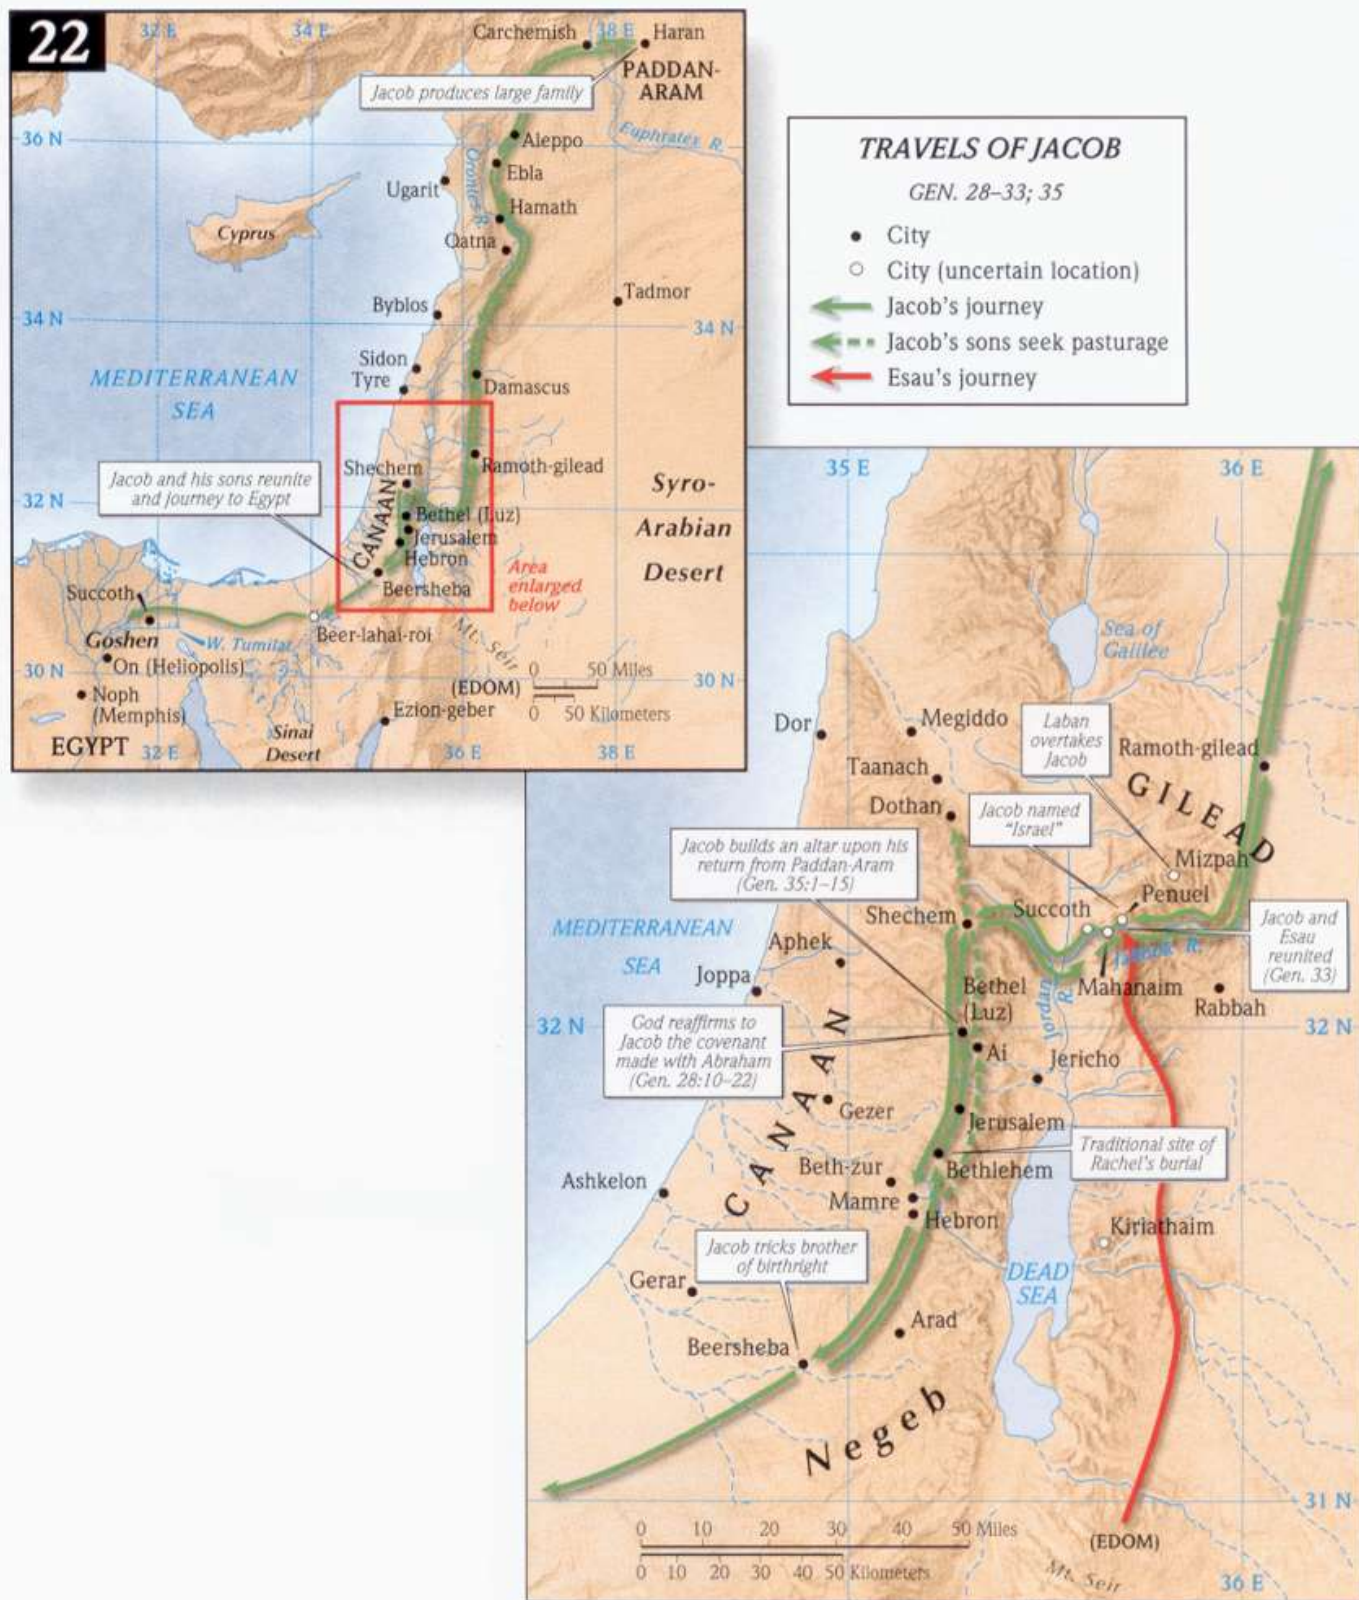 22
32 E
34 E
Carchemish
38 E
Haran
PADDAN-
ARAM
Jacob produces large family
36 N
Euphrates R.
Aleppo
Ebla
Orontes R.
Ugarit
Hamath
Cyprus
Qatna
Tadmor
Byblos
34 N
34 N
Sidon
Tyre
MEDITERRANEAN
SEA
Damascus
Jacob and his sons reunite
and journey to Egypt
Shechem
Ramoth-gilead
32 N
CANAAN
Bethel (Luz)
Jerusalem
Hebron
Beersheba
Syro-
Arabian
Desert
Area
enlarged
below
Succoth
Goshen
W. Tumilat
Beer-lahai-roi
Mt. Seir
On (Heliopolis)
30 N
30 N
(EDOM)
0 50 Miles
0 50 Kilometers
Noph
(Memphis)
Ezion-geber
EGYPT
32 E
Sinai
Desert
36 E
38 E
TRAVELS OF JACOB
GEN. 28–33; 35
City
City (uncertain location)
Jacob's journey
Jacob's sons seek pasturage
Esau's journey
35 E
36 E
Sea of
Galilee
Dor
Megiddo
Laban
overtakes
Jacob
Ramoth-gilead
Taanach
GILEAD
Dothan
Jacob named
"Israel"
Jacob builds an altar upon his
return from Paddan-Aram
(Gen. 35:1–15)
Mizpah
Penuel
Shechem
Succoth
Jacob and
Esau
reunited
(Gen. 33)
MEDITERRANEAN
SEA
Aphek
Jabbok R.
Joppa
Mahanaim
Rabbah
Bethel
(Luz)
Jordan
R.
32 N
32 N
God reaffirms to
Jacob the covenant
made with Abraham
(Gen. 28:10–22)
Ai
Jericho
CANAAN
Gezer
Jerusalem
Traditional site of
Rachel's burial
Beth-zur
Bethlehem
Ashkelon
Mamre
Hebron
Kiriathaim
Jacob tricks brother
of birthright
Gerar
DEAD
SEA
Arad
Beersheba
Negeb
31 N
0 10 20 30 40 50 Miles
0 10 20 30 40 50 Kilometers
(EDOM)
Mt. Seir
36 E